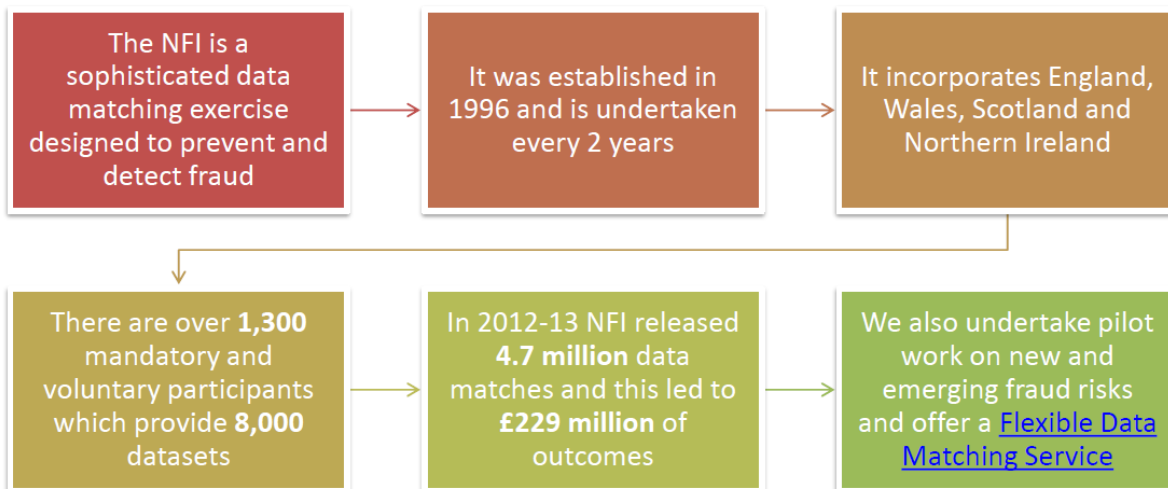 The NFI is a
sophisticated data
matching exercise
designed to prevent and
detect fraud
It was established in
1996 and is undertaken
every 2 years
It incorporates England,
Wales, Scotland and
Northern Ireland
There are over 1,300
mandatory and
voluntary participants
which provide 8,000
datasets
In 2012-13 NFI released
4.7 million data
matches and this led to
£229 million of
outcomes
We also undertake pilot
work on new and
emerging fraud risks
and offer a Flexible Data
Matching Service